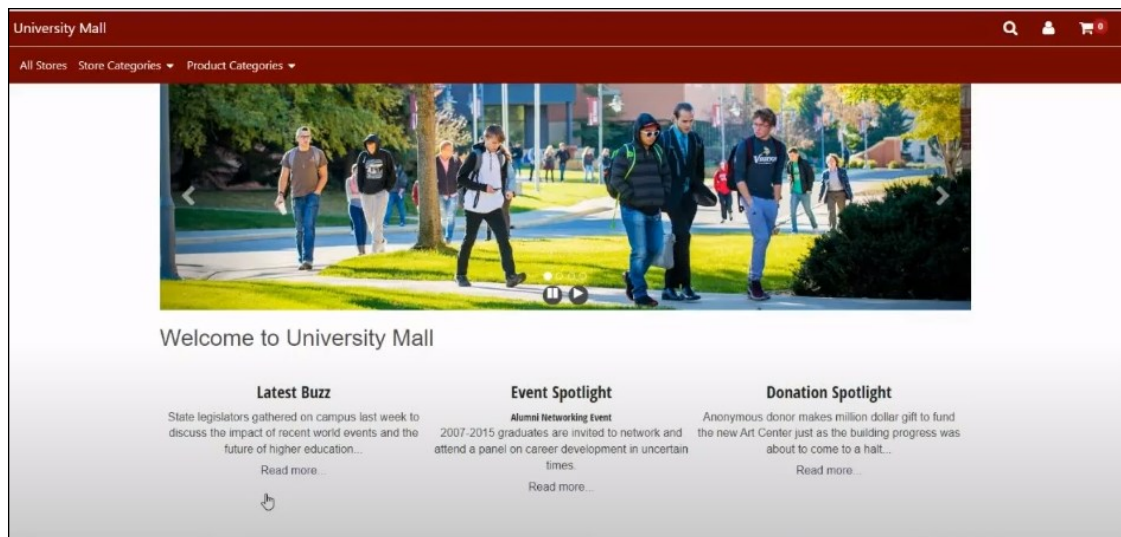 University Mall
0
All Stores Store Categories Product Categories
Welcome to University Mall
Latest Buzz
State legislators gathered on campus last week to
discuss the impact of recent world events and the
future of higher education...
Read more...
Event Spotlight
Alumni Networking Event
2007-2015 graduates are invited to network and
attend a panel on career development in uncertain
times.
Read more...
Donation Spotlight
Anonymous donor makes million dollar gift to fund
the new Art Center just as the building progress was
about to come to a halt...
Read more...